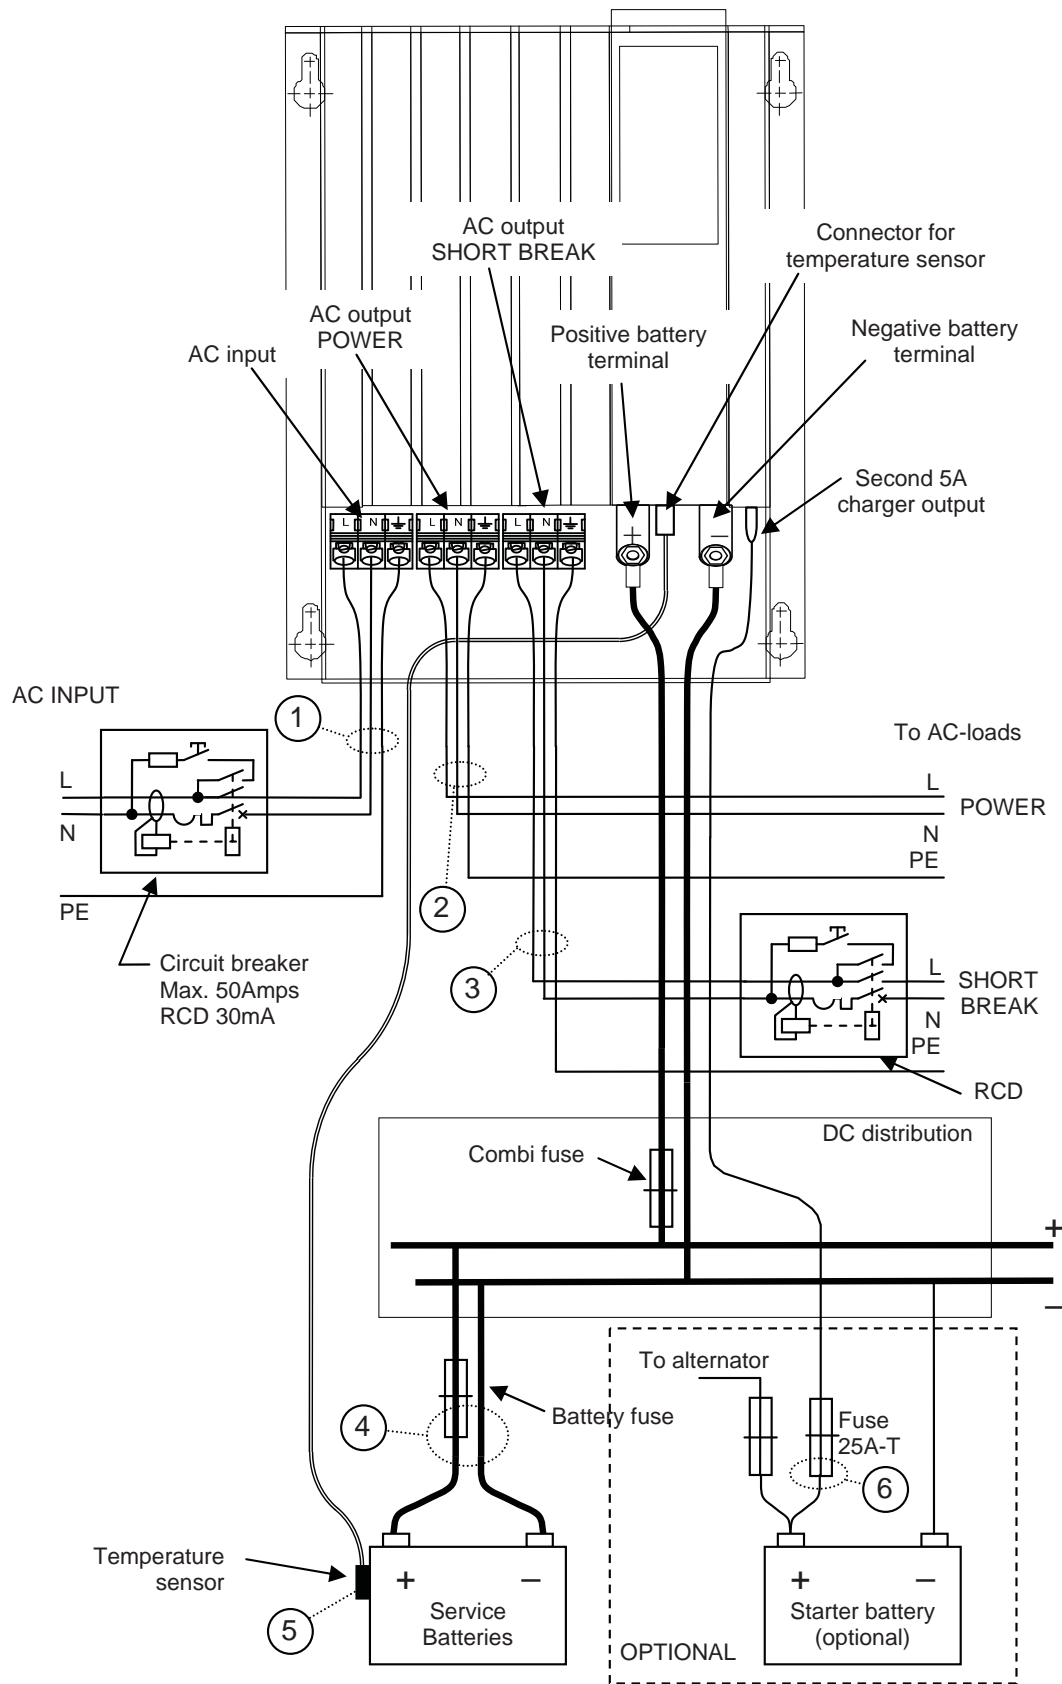 AC output
SHORT BREAK
Connector for
temperature sensor
AC output
POWER
Positive battery
terminal
Negative battery
terminal
AC input
Second 5A
charger output
L N L N L N
+ −
AC INPUT
1
To AC-loads
L
L
POWER
N
N
PE
2
PE
Circuit breaker
Max. 50Amps
RCD 30mA
3
L
SHORT
BREAK
N
PE
RCD
DC distribution
Combi fuse
+
−
To alternator
4
Battery fuse
Fuse
25A-T
6
Temperature
sensor
5
+ −
Service
Batteries
+ −
Starter battery
(optional)
OPTIONAL